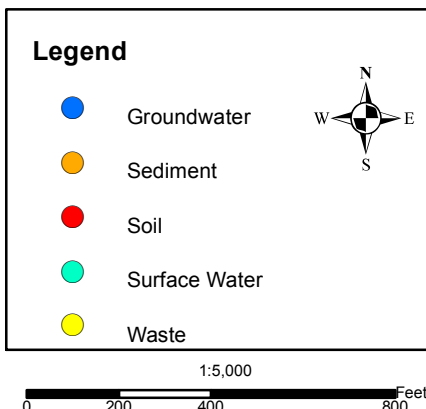 Legend
N
W E
S
Groundwater
Sediment
Soil
Surface Water
Waste
1:5,000
Feet
0 200 400 800